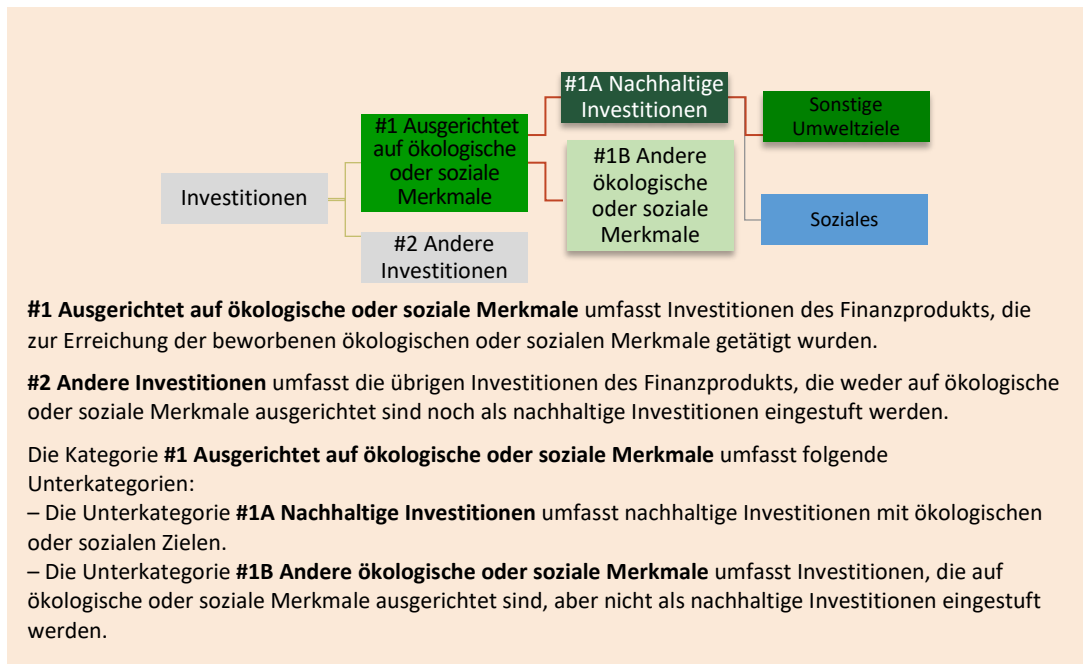 #1A Nachhaltige
Investitionen
Sonstige
Umweltziele
#1 Ausgerichtet
auf ökologische
oder soziale
Merkmale
#1B Andere
ökologische
oder soziale
Merkmale
Investitionen
Soziales
#2 Andere
Investitionen
#1 Ausgerichtet auf ökologische oder soziale Merkmale umfasst Investitionen des Finanzprodukts, die
zur Erreichung der beworbenen ökologischen oder sozialen Merkmale getätigt wurden.
#2 Andere Investitionen umfasst die übrigen Investitionen des Finanzprodukts, die weder auf ökologische
oder soziale Merkmale ausgerichtet sind noch als nachhaltige Investitionen eingestuft werden.
Die Kategorie #1 Ausgerichtet auf ökologische oder soziale Merkmale umfasst folgende
Unterkategorien:
– Die Unterkategorie #1A Nachhaltige Investitionen umfasst nachhaltige Investitionen mit ökologischen
oder sozialen Zielen.
– Die Unterkategorie #1B Andere ökologische oder soziale Merkmale umfasst Investitionen, die auf
ökologische oder soziale Merkmale ausgerichtet sind, aber nicht als nachhaltige Investitionen eingestuft
werden.